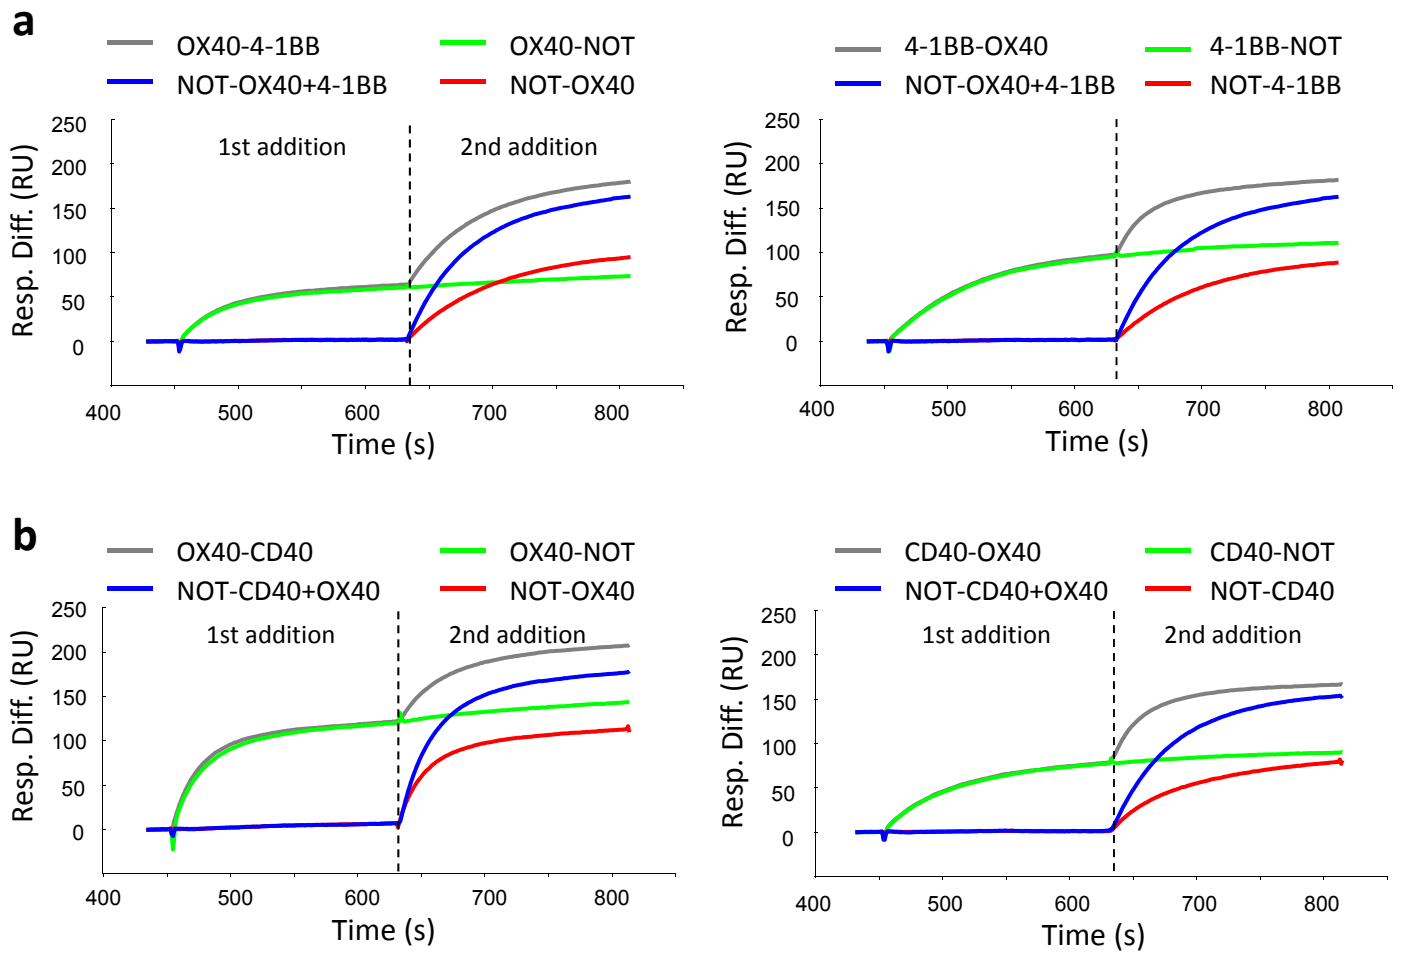 a
OX40-4-1BB OX40-NOT
NOT-OX40+4-1BB NOT-OX40
4-1BB-OX40 4-1BB-NOT
NOT-OX40+4-1BB NOT-4-1BB
Resp. Diff. (RU)
250
200
150
100
50
0
1st addition 2nd addition
400 500 600 700 800
Time (s)
Resp. Diff. (RU)
250
200
150
100
50
0
400 500 600 700 800
Time (s)
b
OX40-CD40 OX40-NOT
NOT-CD40+OX40 NOT-OX40
CD40-OX40 CD40-NOT
NOT-CD40+OX40 NOT-CD40
Resp. Diff. (RU)
250
200
150
100
50
0
1st addition 2nd addition
400 500 600 700 800
Time (s)
Resp. Diff. (RU)
250
200
150
100
50
0
1st addition 2nd addition
400 500 600 700 800
Time (s)